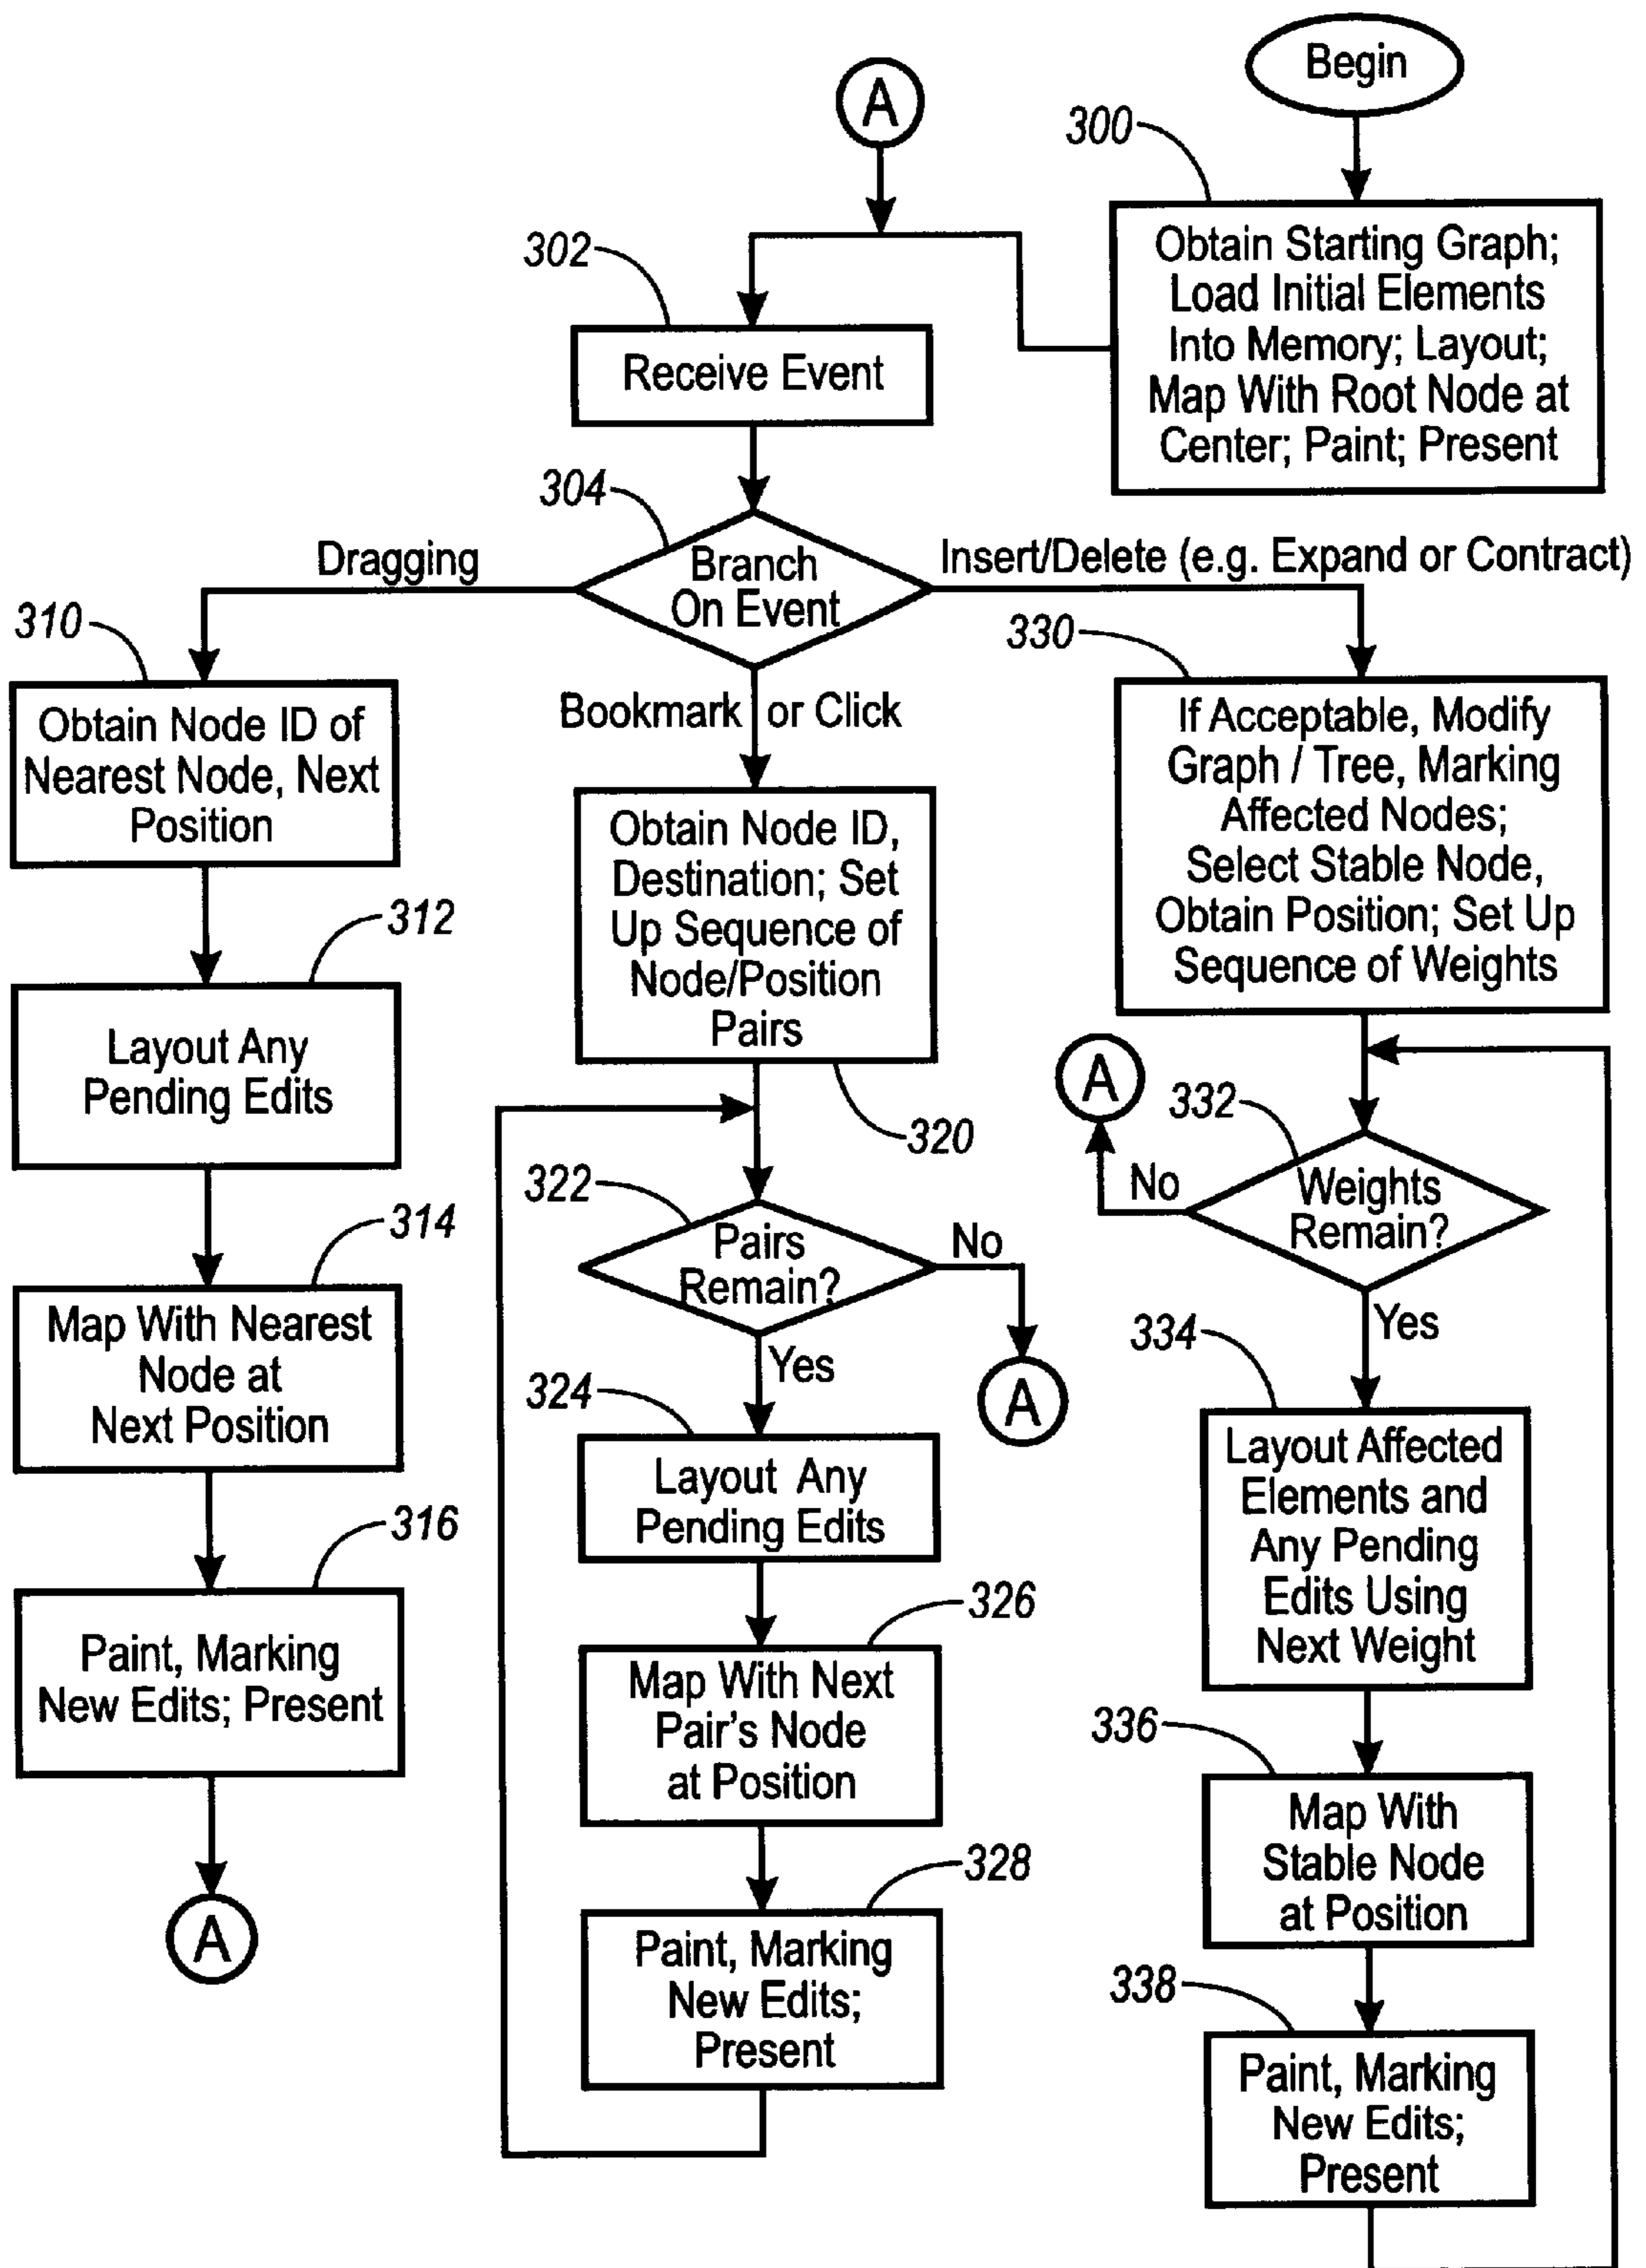 Begin
A
300
Obtain Starting Graph;
Load Initial Elements
Into Memory; Layout;
Map With Root Node at
Center; Paint; Present
302
Receive Event
304
Branch
On Event
Dragging
Insert/Delete (e.g. Expand or Contract)
Bookmark or Click
310
Obtain Node ID of
Nearest Node, Next
Position
312
Layout Any
Pending Edits
314
Map With Nearest
Node at
Next Position
316
Paint, Marking
New Edits; Present
A
Obtain Node ID,
Destination; Set
Up Sequence of
Node/Position
Pairs
320
322
Pairs
Remain?
No
A
Yes
324
Layout Any
Pending Edits
326
Map With Next
Pair's Node
at Position
328
Paint, Marking
New Edits;
Present
330
If Acceptable, Modify
Graph / Tree, Marking
Affected Nodes;
Select Stable Node,
Obtain Position; Set Up
Sequence of Weights
A
332
No
Weights
Remain?
Yes
334
Layout Affected
Elements and
Any Pending
Edits Using
Next Weight
336
Map With
Stable Node
at Position
338
Paint, Marking
New Edits;
Present